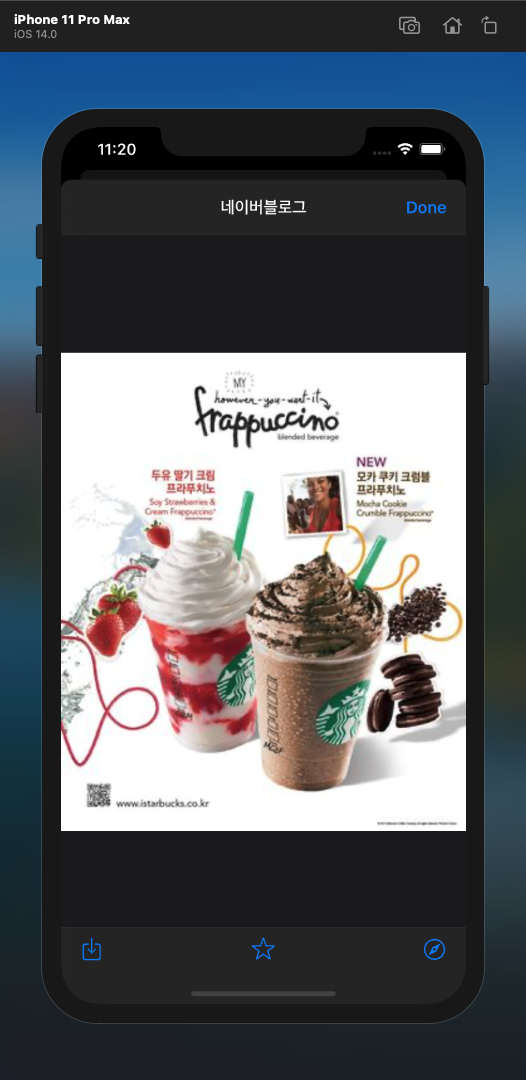 iPhone 11 Pro Max
iOS 14.0
11:20
네이버블로그
Done
MY
however-you-want-it
frappuccino
blended beverage
두유 딸기 크림
프라푸치노
Soy Strawberries &
Cream Frappuccino®
blended beverage
NEW
모카 쿠키 크럼블
프라푸치노
Mocha Cookie
Crumble Frappuccino®
blended beverage
www.istarbucks.co.kr